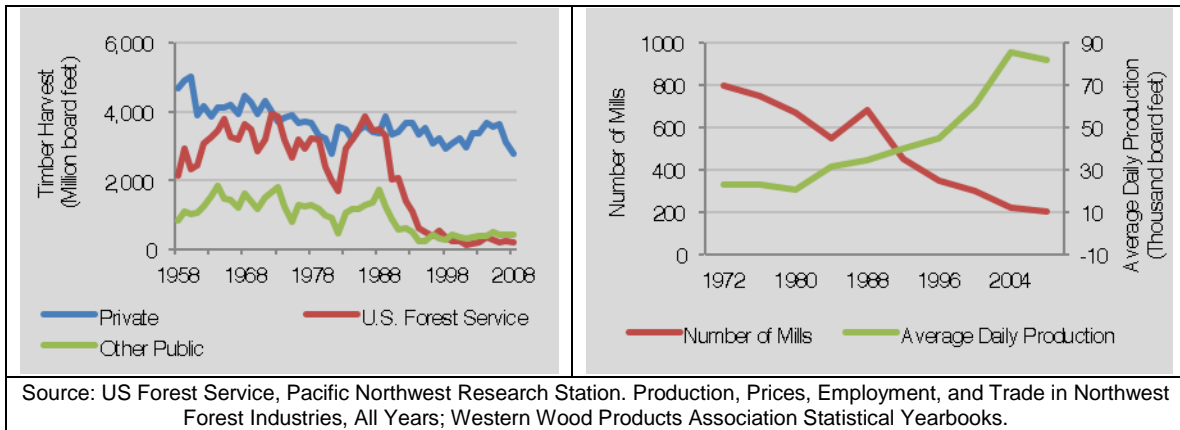 6,000
4,000
2,000
0
Timber Harvest
(Million board feet)
1958 1968 1978 1988 1998 2008
Private
U.S. Forest Service
Other Public
1000
800
600
400
200
0
Number of Mills
90
70
50
30
10
-10
Average Daily Production
(Thousand board feet)
1972 1980 1988 1996 2004
Number of Mills
Average Daily Production
Source: US Forest Service, Pacific Northwest Research Station. Production, Prices, Employment, and Trade in Northwest
Forest Industries, All Years; Western Wood Products Association Statistical Yearbooks.